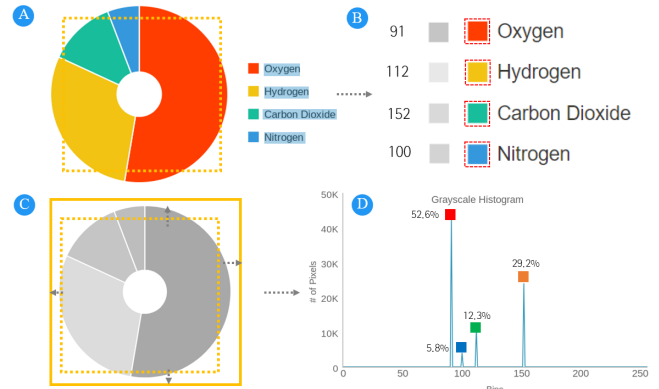 A
Oxygen
Hydrogen
Carbon Dioxide
Nitrogen
B
91 Oxygen
112 Hydrogen
152 Carbon Dioxide
100 Nitrogen
C
D
Grayscale Histogram
50K
40K
30K
20K
10K
0
# of Pixels
52,6%
5,8%
12,3%
29,2%
0 50 100 150 200 250